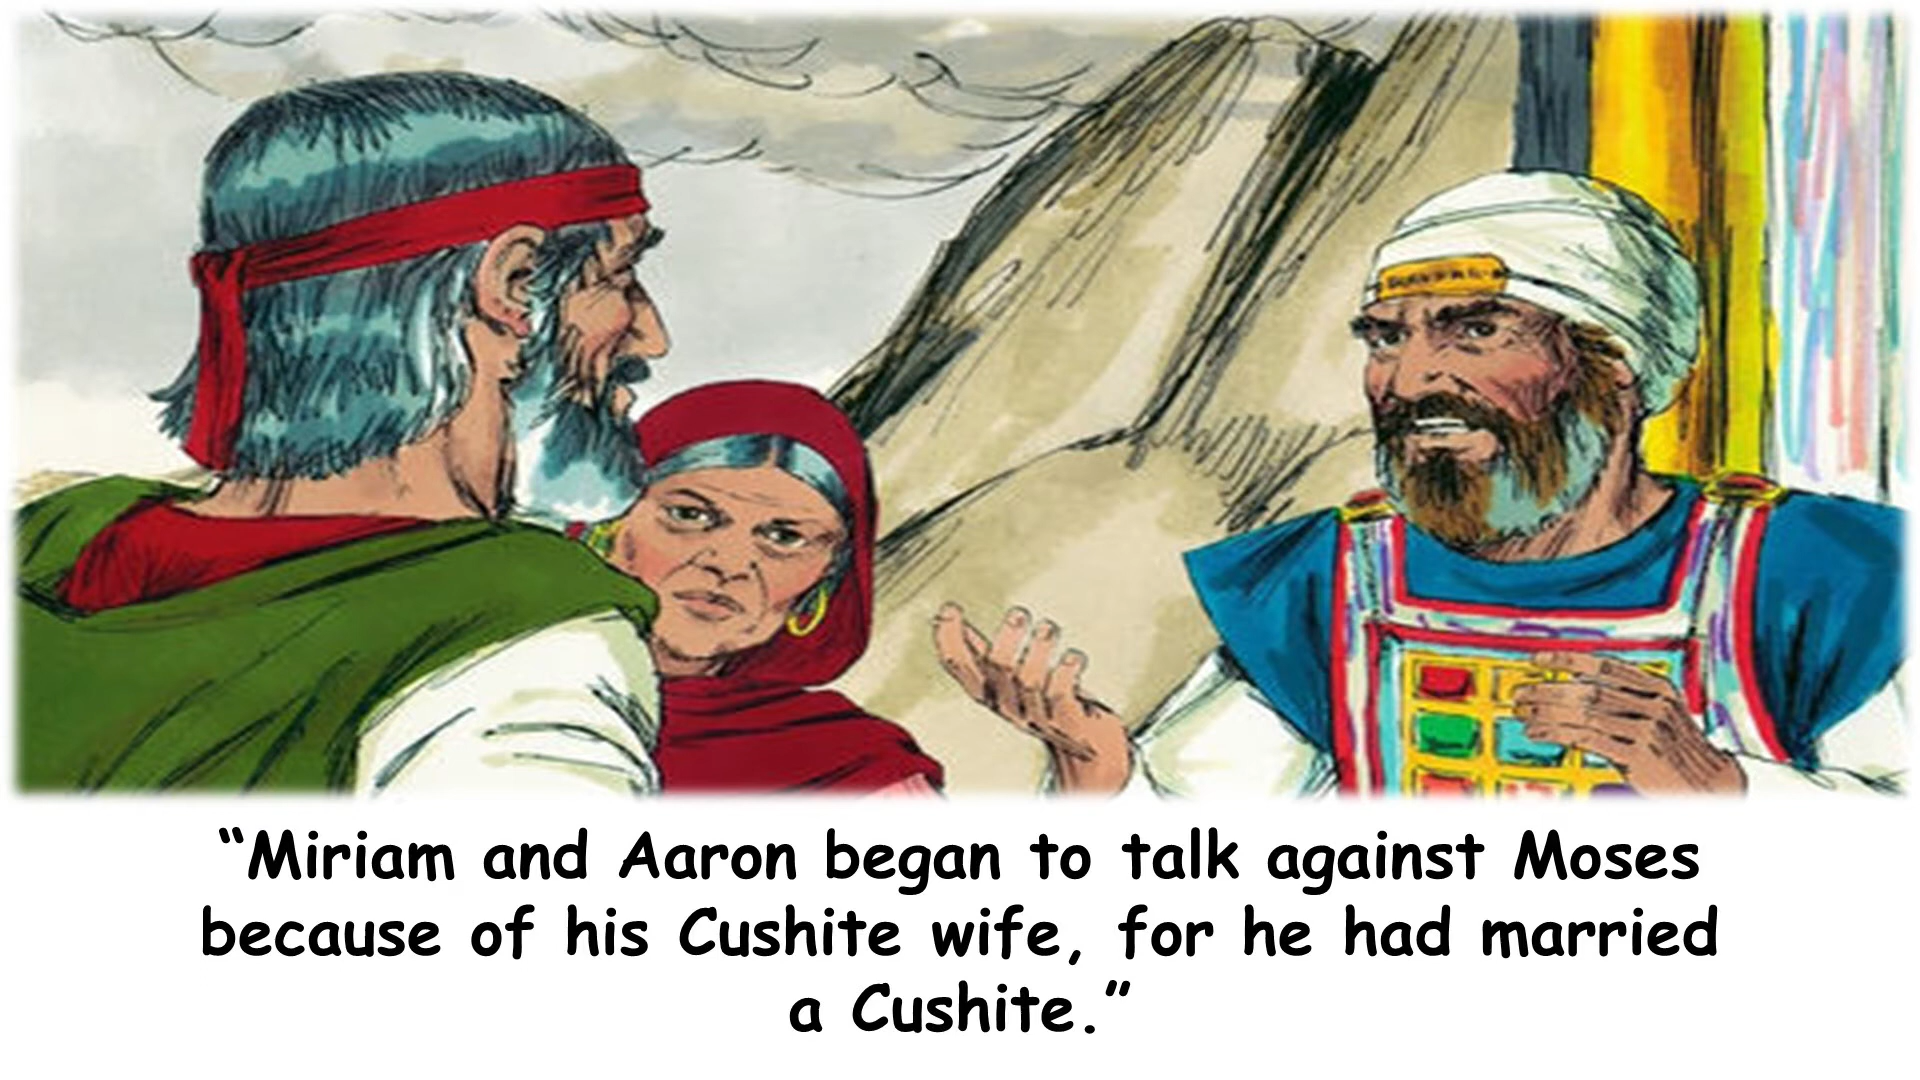 “Miriam and Aaron began to talk against Moses
because of his Cushite wife, for he had married
a Cushite.”